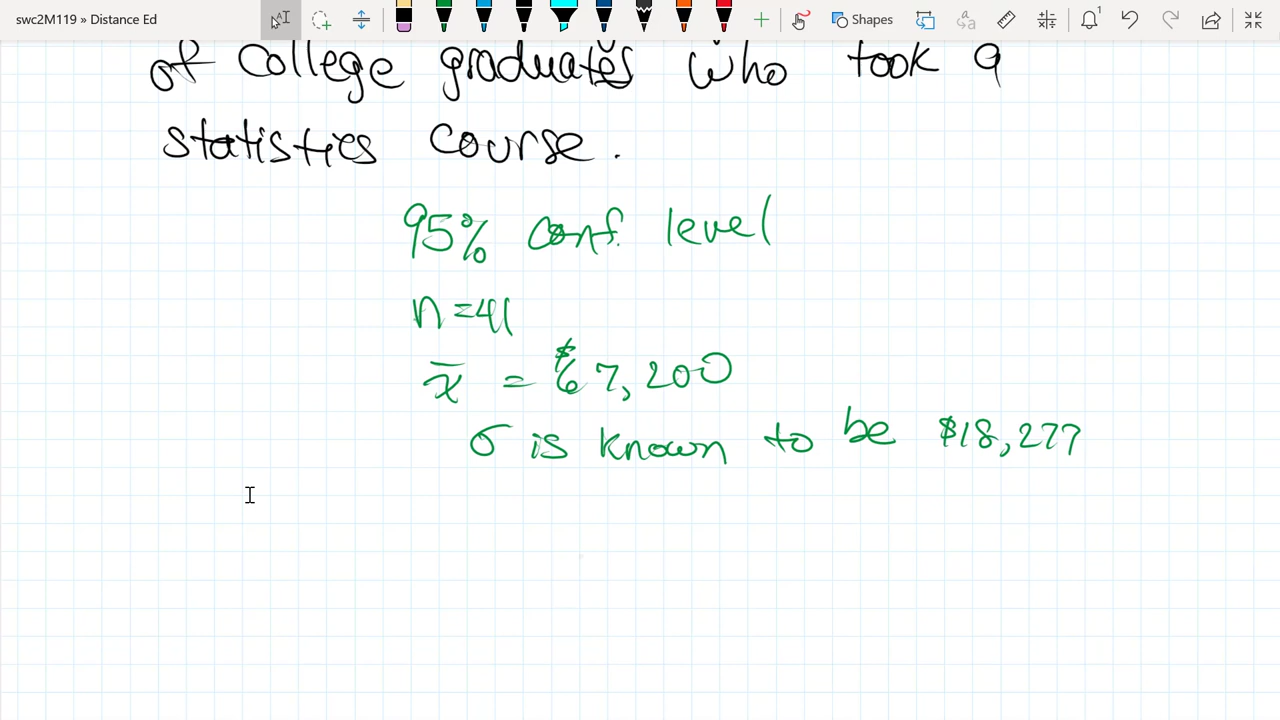 swc2M119 » Distance Ed
Shapes
1
of College graduates who took a
statistics course.
95% conf. level
n = 41
x̄ = $67,200
σ is known to be $18,277